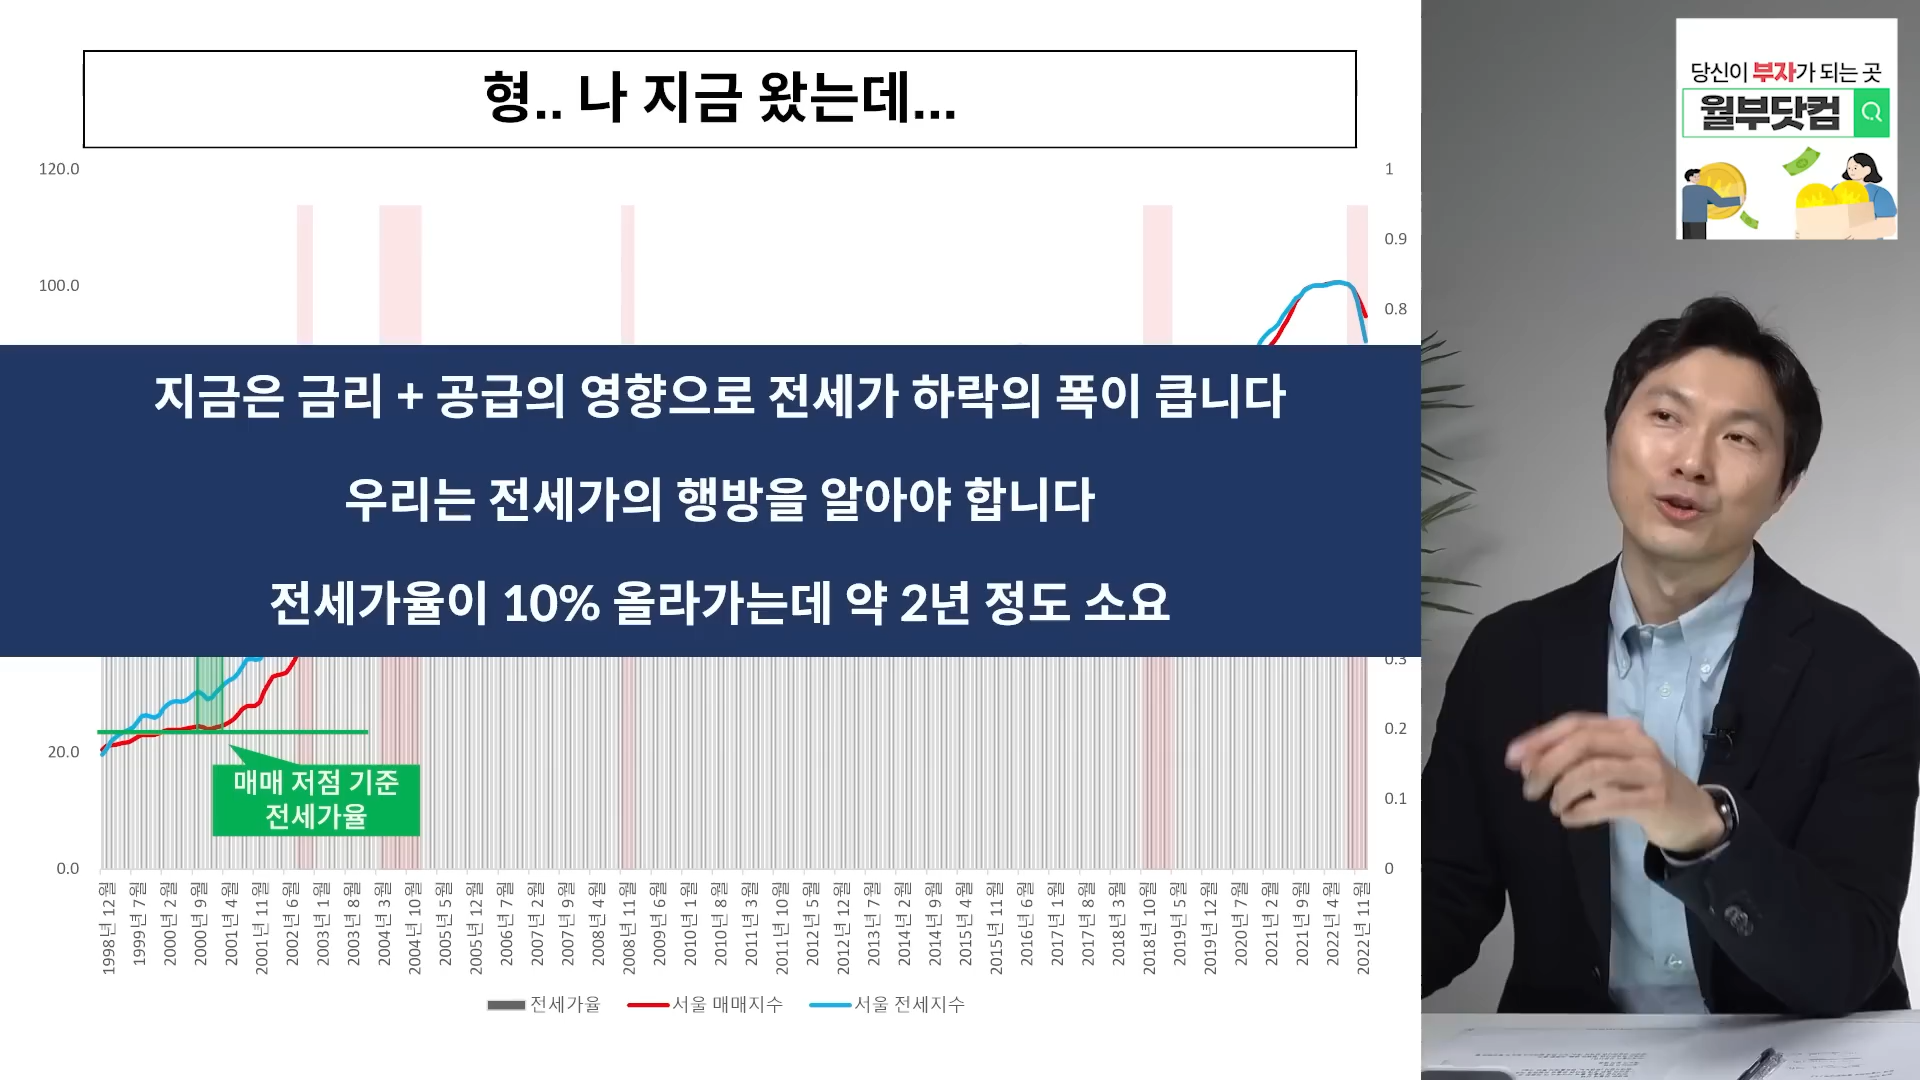 형.. 나 지금 왔는데...
당신이 부자가 되는 곳
월부닷컴
120.0
100.0
20.0
0.0
1
0.9
0.8
0.3
0.2
0.1
0
지금은 금리 + 공급의 영향으로 전세가 하락의 폭이 큽니다
우리는 전세가의 행방을 알아야 합니다
전세가율이 10% 올라가는데 약 2년 정도 소요
매매 저점 기준
전세가율
1998년 12월
1999년 7월
2000년 2월
2000년 9월
2001년 4월
2001년 11월
2002년 6월
2003년 1월
2003년 8월
2004년 3월
2004년 10월
2005년 5월
2005년 12월
2006년 7월
2007년 2월
2007년 9월
2008년 4월
2008년 11월
2009년 6월
2010년 1월
2010년 8월
2011년 3월
2011년 10월
2012년 5월
2012년 12월
2013년 7월
2014년 2월
2014년 9월
2015년 4월
2015년 11월
2016년 6월
2017년 1월
2017년 8월
2018년 3월
2018년 10월
2019년 5월
2019년 12월
2020년 7월
2021년 2월
2021년 9월
2022년 4월
2022년 11월
전세가율
서울 매매지수
서울 전세지수